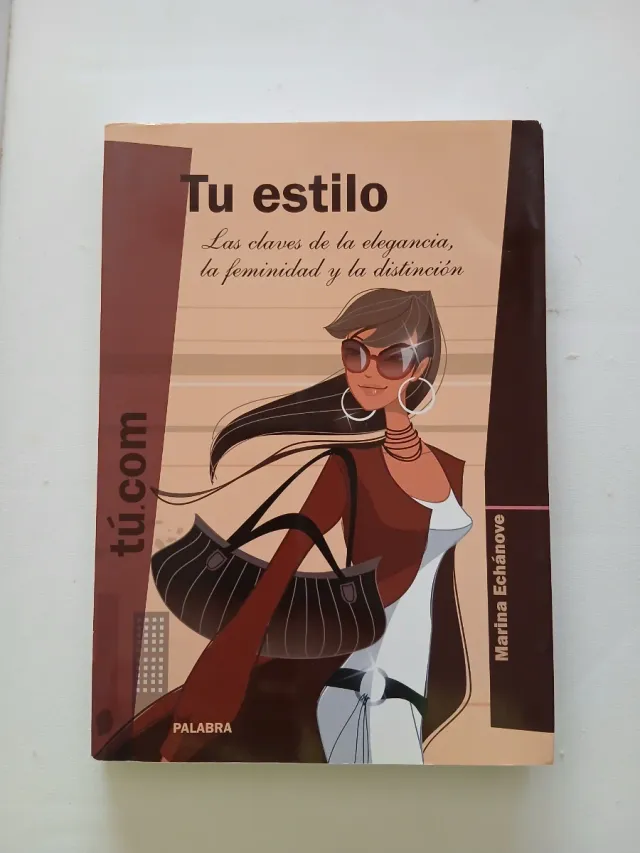 Tu estilo
Las claves de la elegancia,
la feminidad y la distinción
tú.com
Marina Echánove
PALABRA